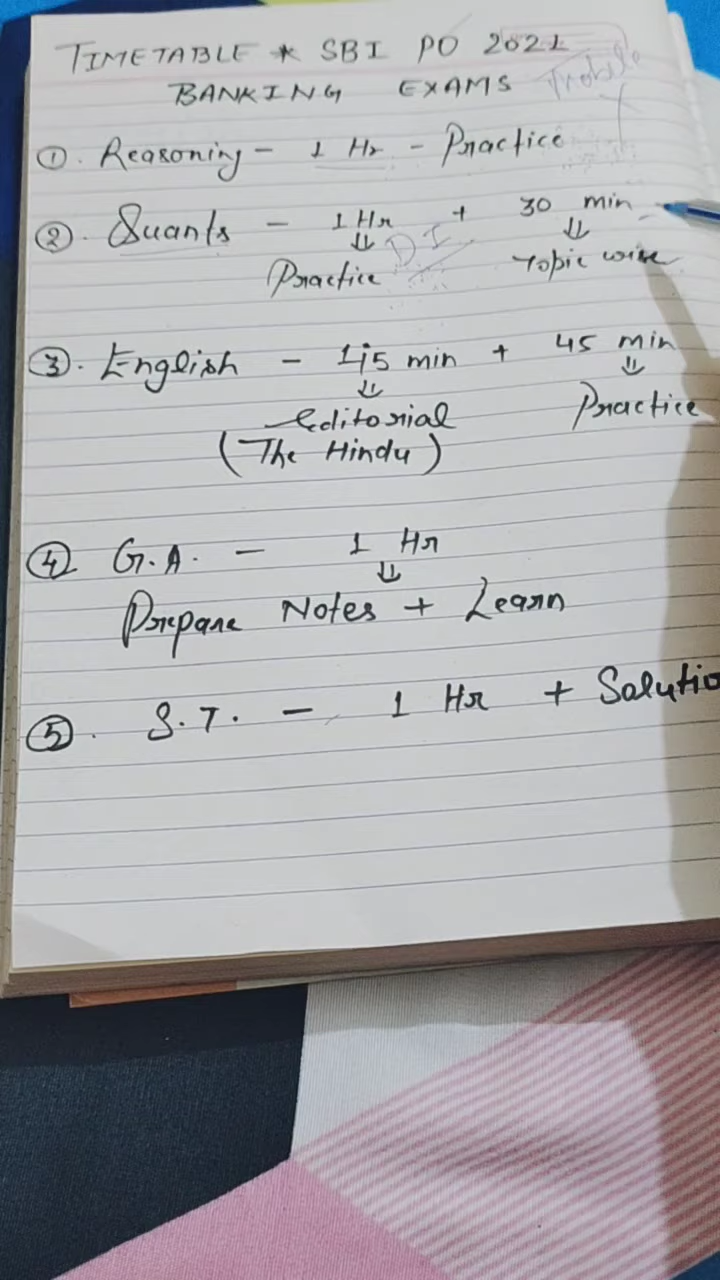 TIMETABLE * SBI PO 2021
BANKING EXAMS
① Reasoning - 1 Hr - Practice
②. Quants - 1 Hr + 30 min
⇓ DI ⇓
Practice Topic wise
③. English - 15 min + 45 min
⇓ ⇓
Editorial Practice
(The Hindu)
④ G.A. - 1 Hr
⇓
Prepare Notes + Learn
⑤. S.T. - 1 Hr + Solutio